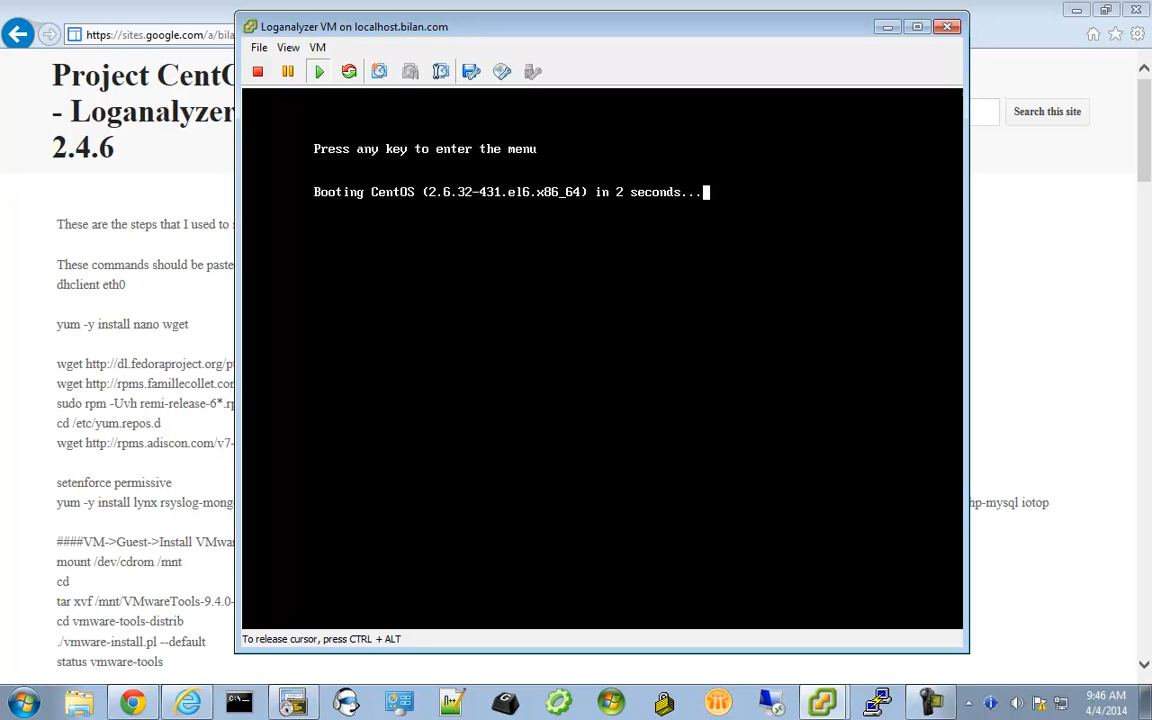 Loganalyzer VM on localhost.bilan.com
File View VM
https://sites.google.com/a/bila
Project CentO
- Loganalyzer
2.4.6
Search this site
Press any key to enter the menu
Booting CentOS (2.6.32-431.el6.x86_64) in 2 seconds...
These are the steps that I used to
These commands should be paste
dhclient eth0
yum -y install nano wget
wget http://dl.fedoraproject.org/p
wget http://rpms.famillecollet.co
sudo rpm -Uvh remi-release-6*.r
cd /etc/yum.repos.d
wget http://rpms.adiscon.com/v7-
setenforce permissive
yum -y install lynx rsyslog-mong
hp-mysql iotop
####VM->Guest->Install VMwar
mount /dev/cdrom /mnt
cd
tar xvf /mnt/VMwareTools-9.4.0-
cd vmware-tools-distrib
./vmware-install.pl --default
status vmware-tools
To release cursor, press CTRL + ALT
9:46 AM
4/4/2014